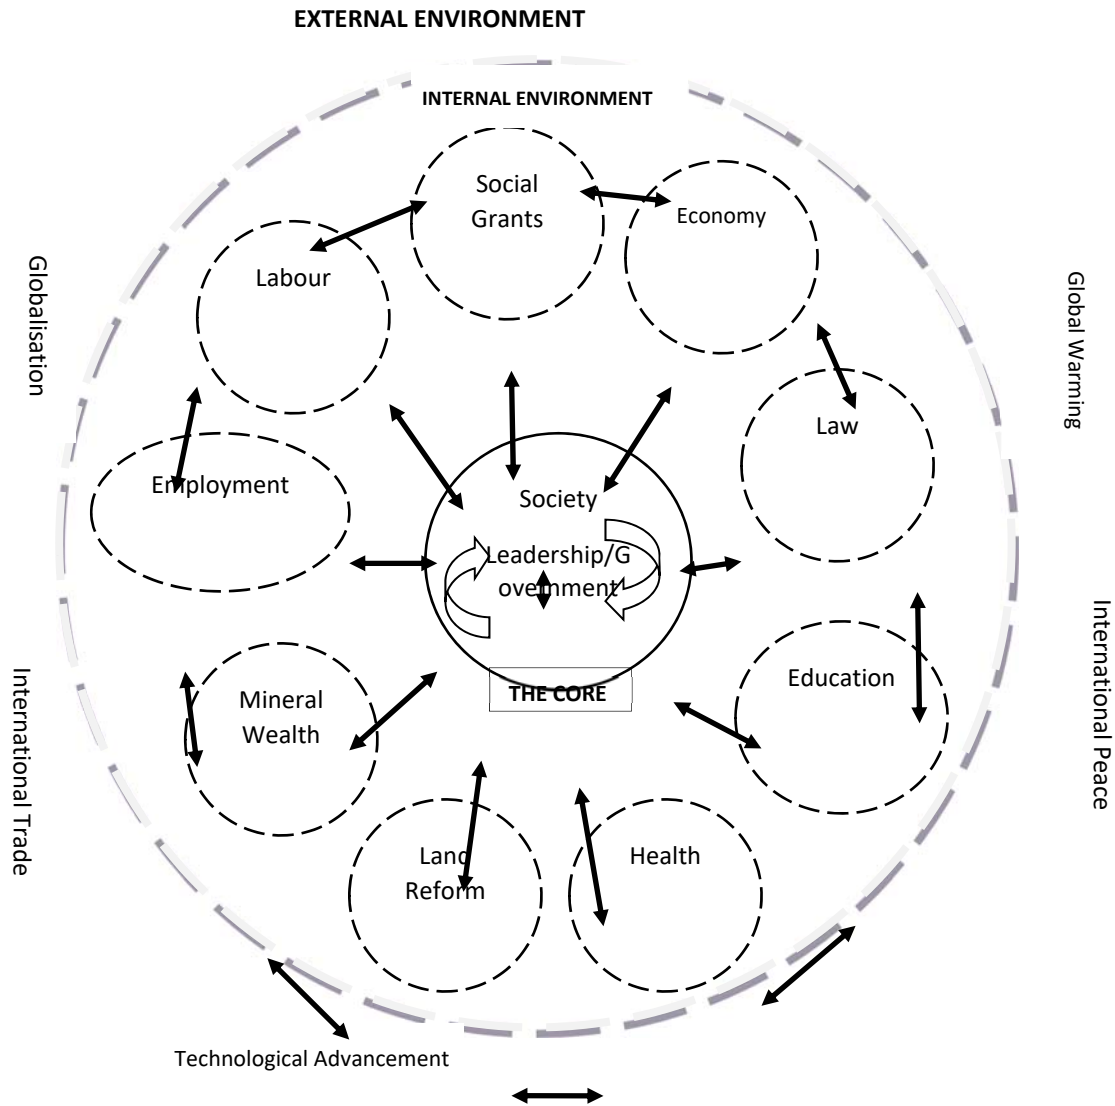 EXTERNAL ENVIRONMENT
INTERNAL ENVIRONMENT
Social
Grants
Economy
Labour
Globalisation
Global Warming
Law
Employment
Society
Leadership/G
overnment
International Trade
International Peace
Mineral
Wealth
THE CORE
Education
Land
Reform
Health
Technological Advancement